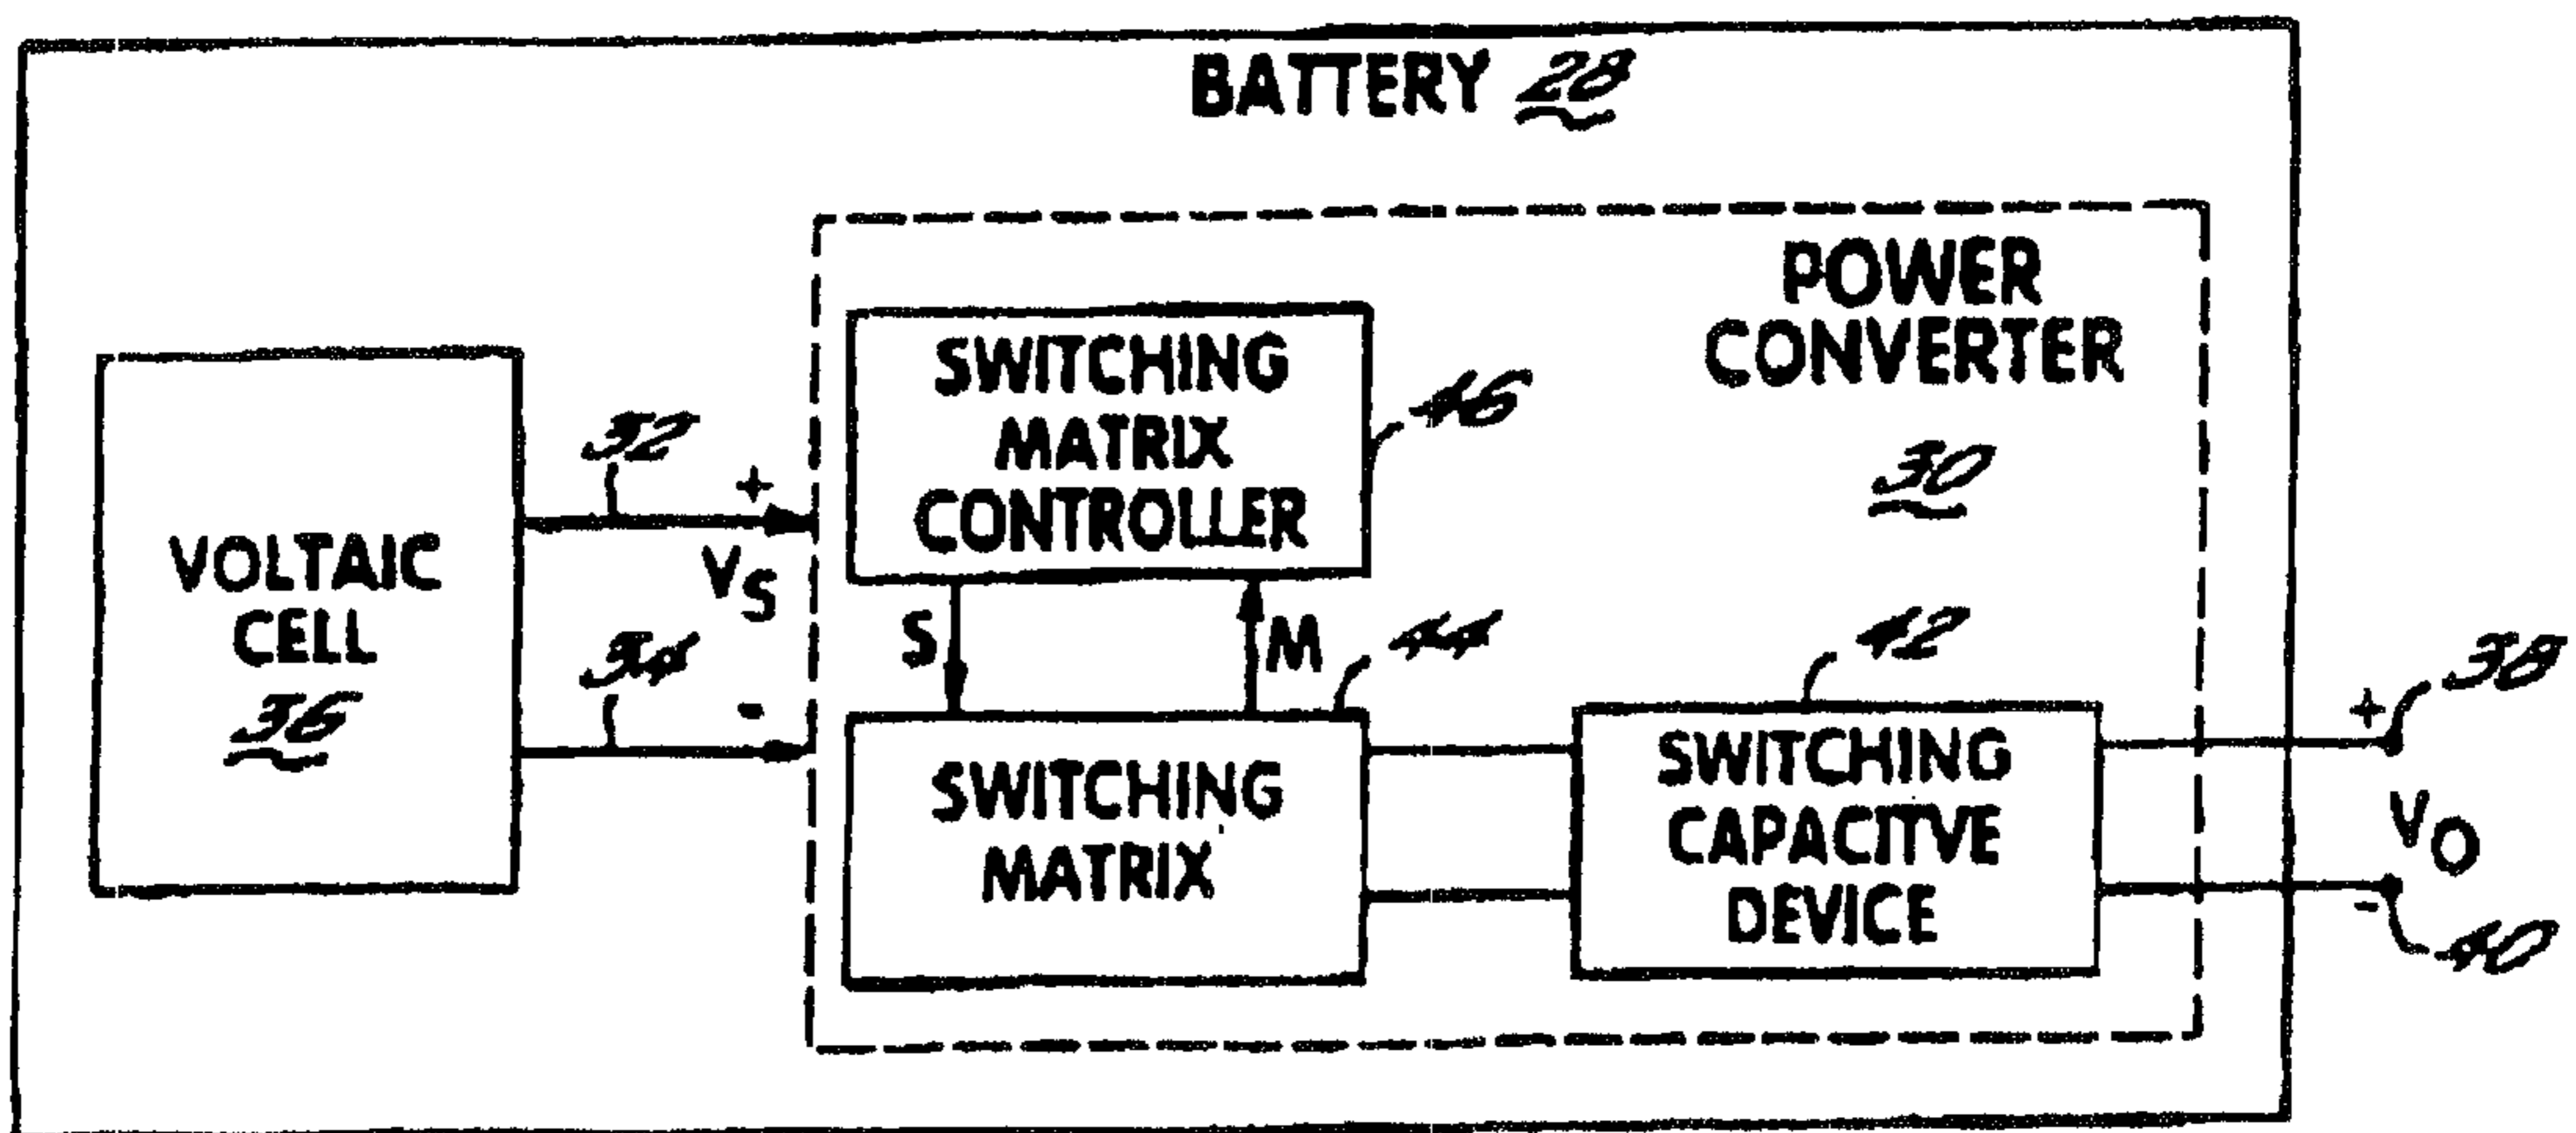 BATTERY 28
POWER
CONVERTER
30
SWITCHING
MATRIX
CONTROLLER
46
32
+
VS
VOLTAIC
CELL
36
34
-
S
M
44
42
SWITCHING
MATRIX
SWITCHING
CAPACITVE
DEVICE
38
+
VO
-
40